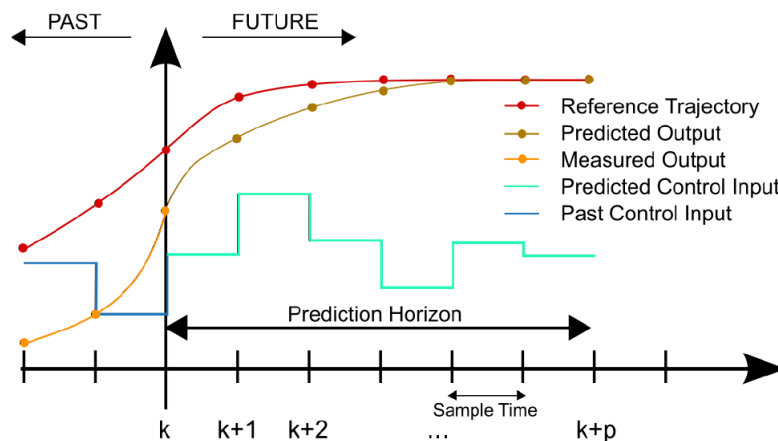 PAST
FUTURE
Reference Trajectory
Predicted Output
Measured Output
Predicted Control Input
Past Control Input
Prediction Horizon
Sample Time
k
k+1
k+2
...
k+p